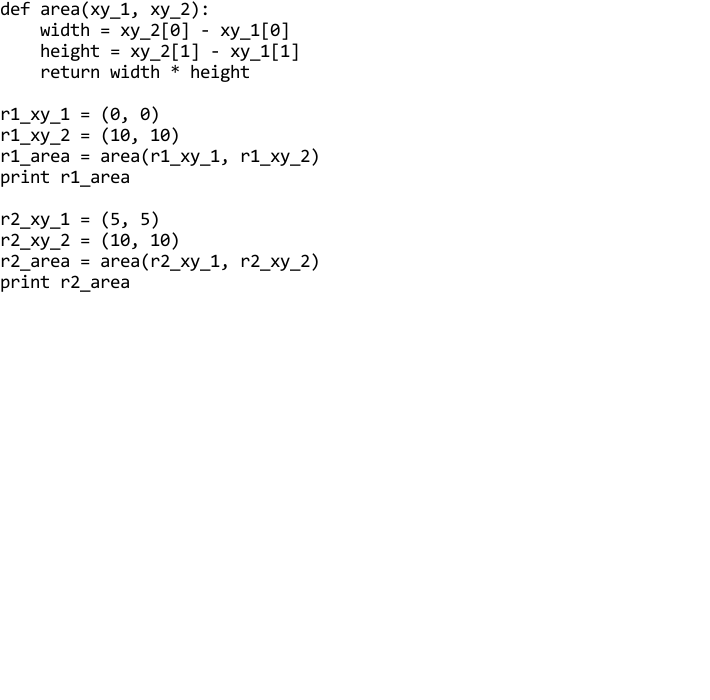 def area(xy_1, xy_2):
    width = xy_2[0] - xy_1[0]
    height = xy_2[1] - xy_1[1]
    return width * height

r1_xy_1 = (0, 0)
r1_xy_2 = (10, 10)
r1_area = area(r1_xy_1, r1_xy_2)
print r1_area

r2_xy_1 = (5, 5)
r2_xy_2 = (10, 10)
r2_area = area(r2_xy_1, r2_xy_2)
print r2_area